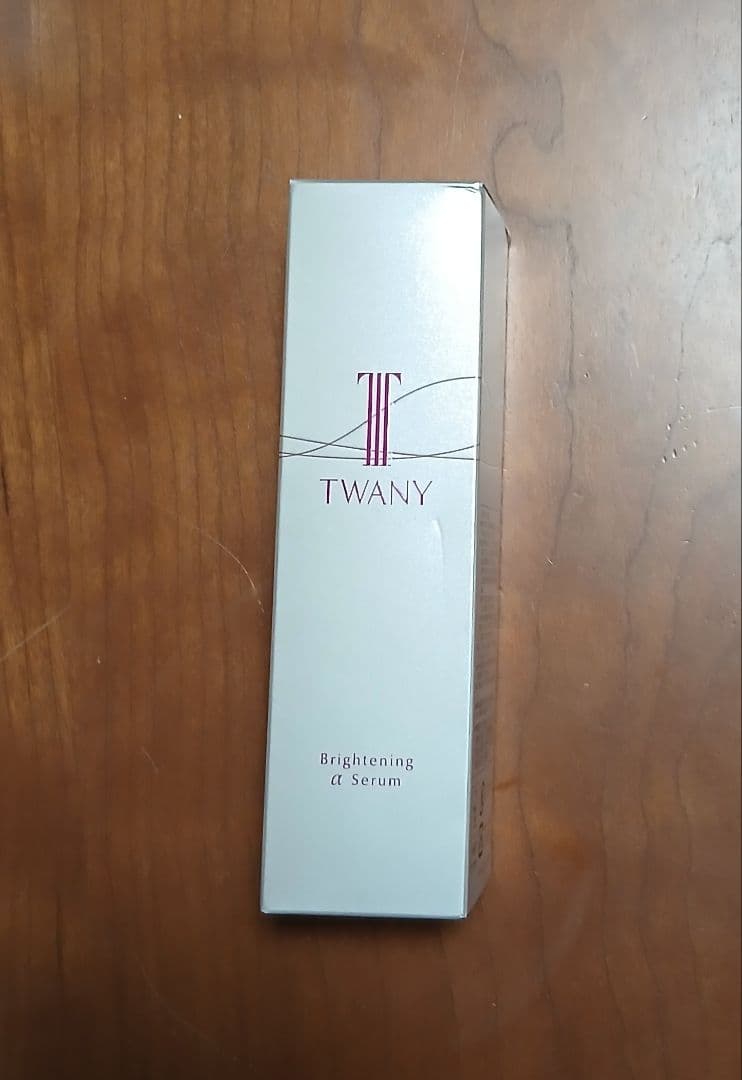 TWANY
Brightening
α Serum